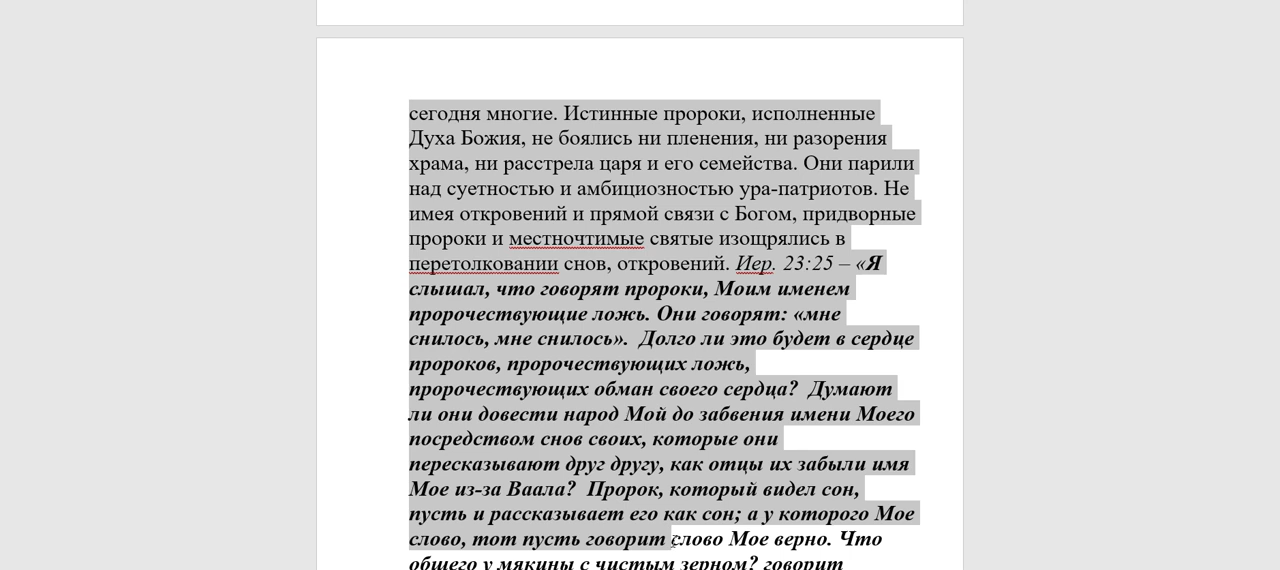 сегодня многие. Истинные пророки, исполненные
Духа Божия, не боялись ни пленения, ни разорения
храма, ни расстрела царя и его семейства. Они парили
над суетностью и амбициозностью ура-патриотов. Не
имея откровений и прямой связи с Богом, придворные
пророки и местночтимые святые изощрялись в
перетолковании снов, откровений. Иер. 23:25 – «Я
слышал, что говорят пророки, Моим именем
пророчествующие ложь. Они говорят: «мне
снилось, мне снилось».  Долго ли это будет в сердце
пророков, пророчествующих ложь,
пророчествующих обман своего сердца?  Думают
ли они довести народ Мой до забвения имени Моего
посредством снов своих, которые они
пересказывают друг другу, как отцы их забыли имя
Мое из-за Ваала?  Пророк, который видел сон,
пусть и рассказывает его как сон; а у которого Мое
слово, тот пусть говорит слово Мое верно. Что
общего у мякины с чистым зерном? говорит